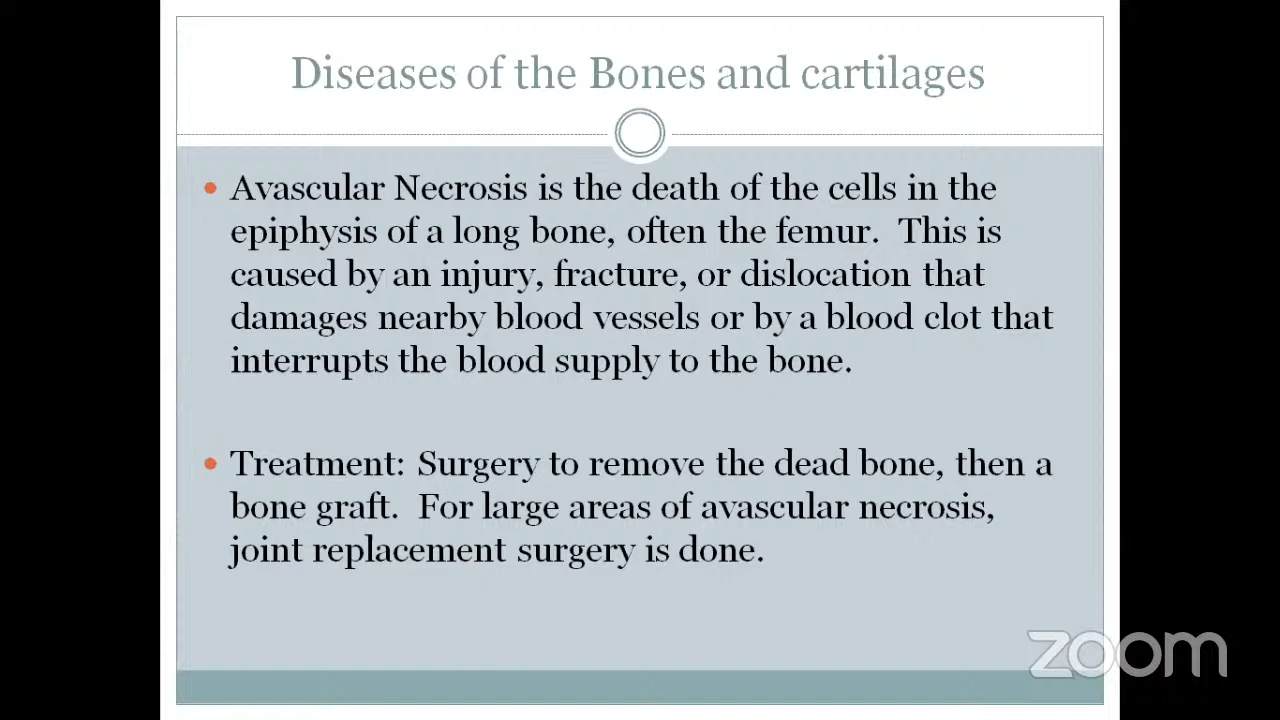 Diseases of the Bones and cartilages
• Avascular Necrosis is the death of the cells in the
epiphysis of a long bone, often the femur. This is
caused by an injury, fracture, or dislocation that
damages nearby blood vessels or by a blood clot that
interrupts the blood supply to the bone.
• Treatment: Surgery to remove the dead bone, then a
bone graft. For large areas of avascular necrosis,
joint replacement surgery is done.
zoom